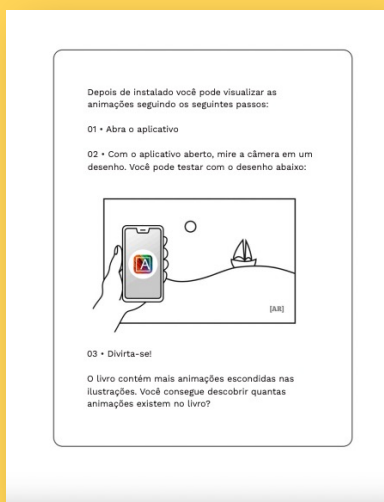 Depois de instalado você pode visualizar as
animações seguindo os seguintes passos:
01 • Abra o aplicativo
02 • Com o aplicativo aberto, mire a câmera em um
desenho. Você pode testar com o desenho abaixo:
A
[AR]
03 • Divirta-se!
O livro contém mais animações escondidas nas
ilustrações. Você consegue descobrir quantas
animações existem no livro?